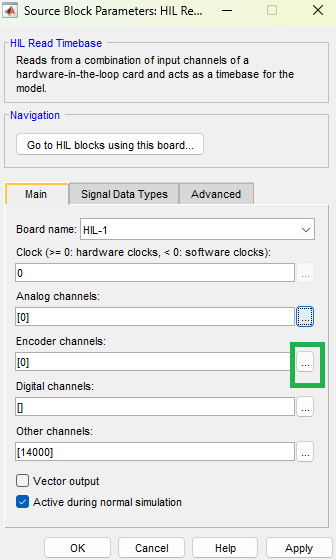 Source Block Parameters: HIL Re...
HIL Read Timebase
Reads from a combination of input channels of a
hardware-in-the-loop card and acts as a timebase for the
model.
Navigation
Go to HIL blocks using this board...
Main
Signal Data Types
Advanced
Board name: HIL-1
Clock (>= 0: hardware clocks, < 0: software clocks):
0
...
Analog channels:
[0]
...
Encoder channels:
[0]
...
Digital channels:
[]
...
Other channels:
[14000]
...
Vector output
Active during normal simulation
OK
Cancel
Help
Apply